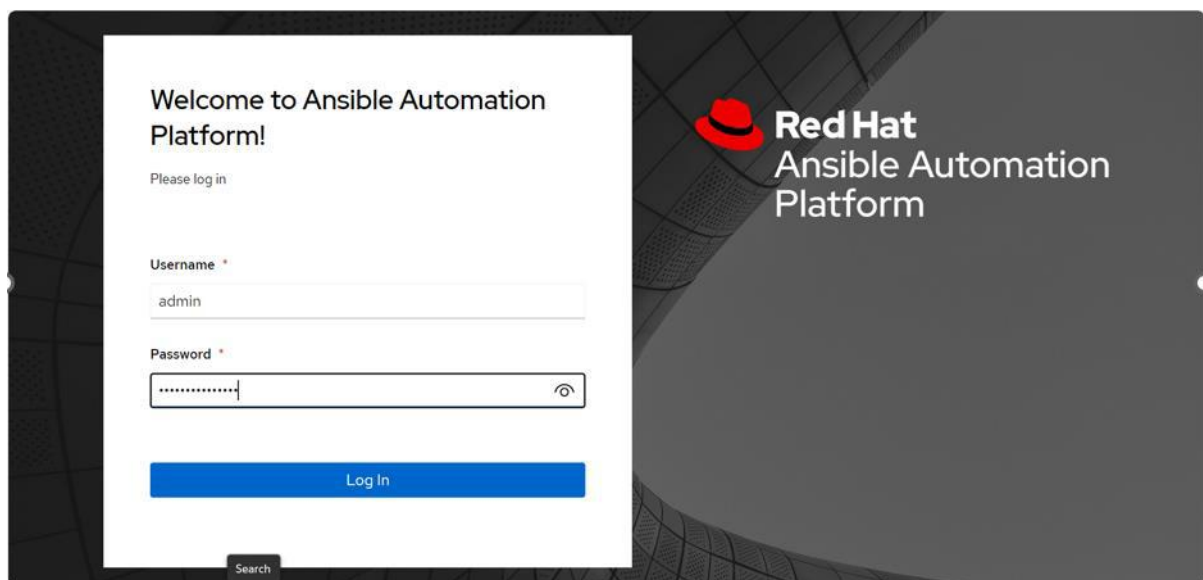 Welcome to Ansible Automation
Platform!
Please log in
Username *
admin
Password *
•••••••••••••••
Log In
Search
Red Hat
Ansible Automation
Platform